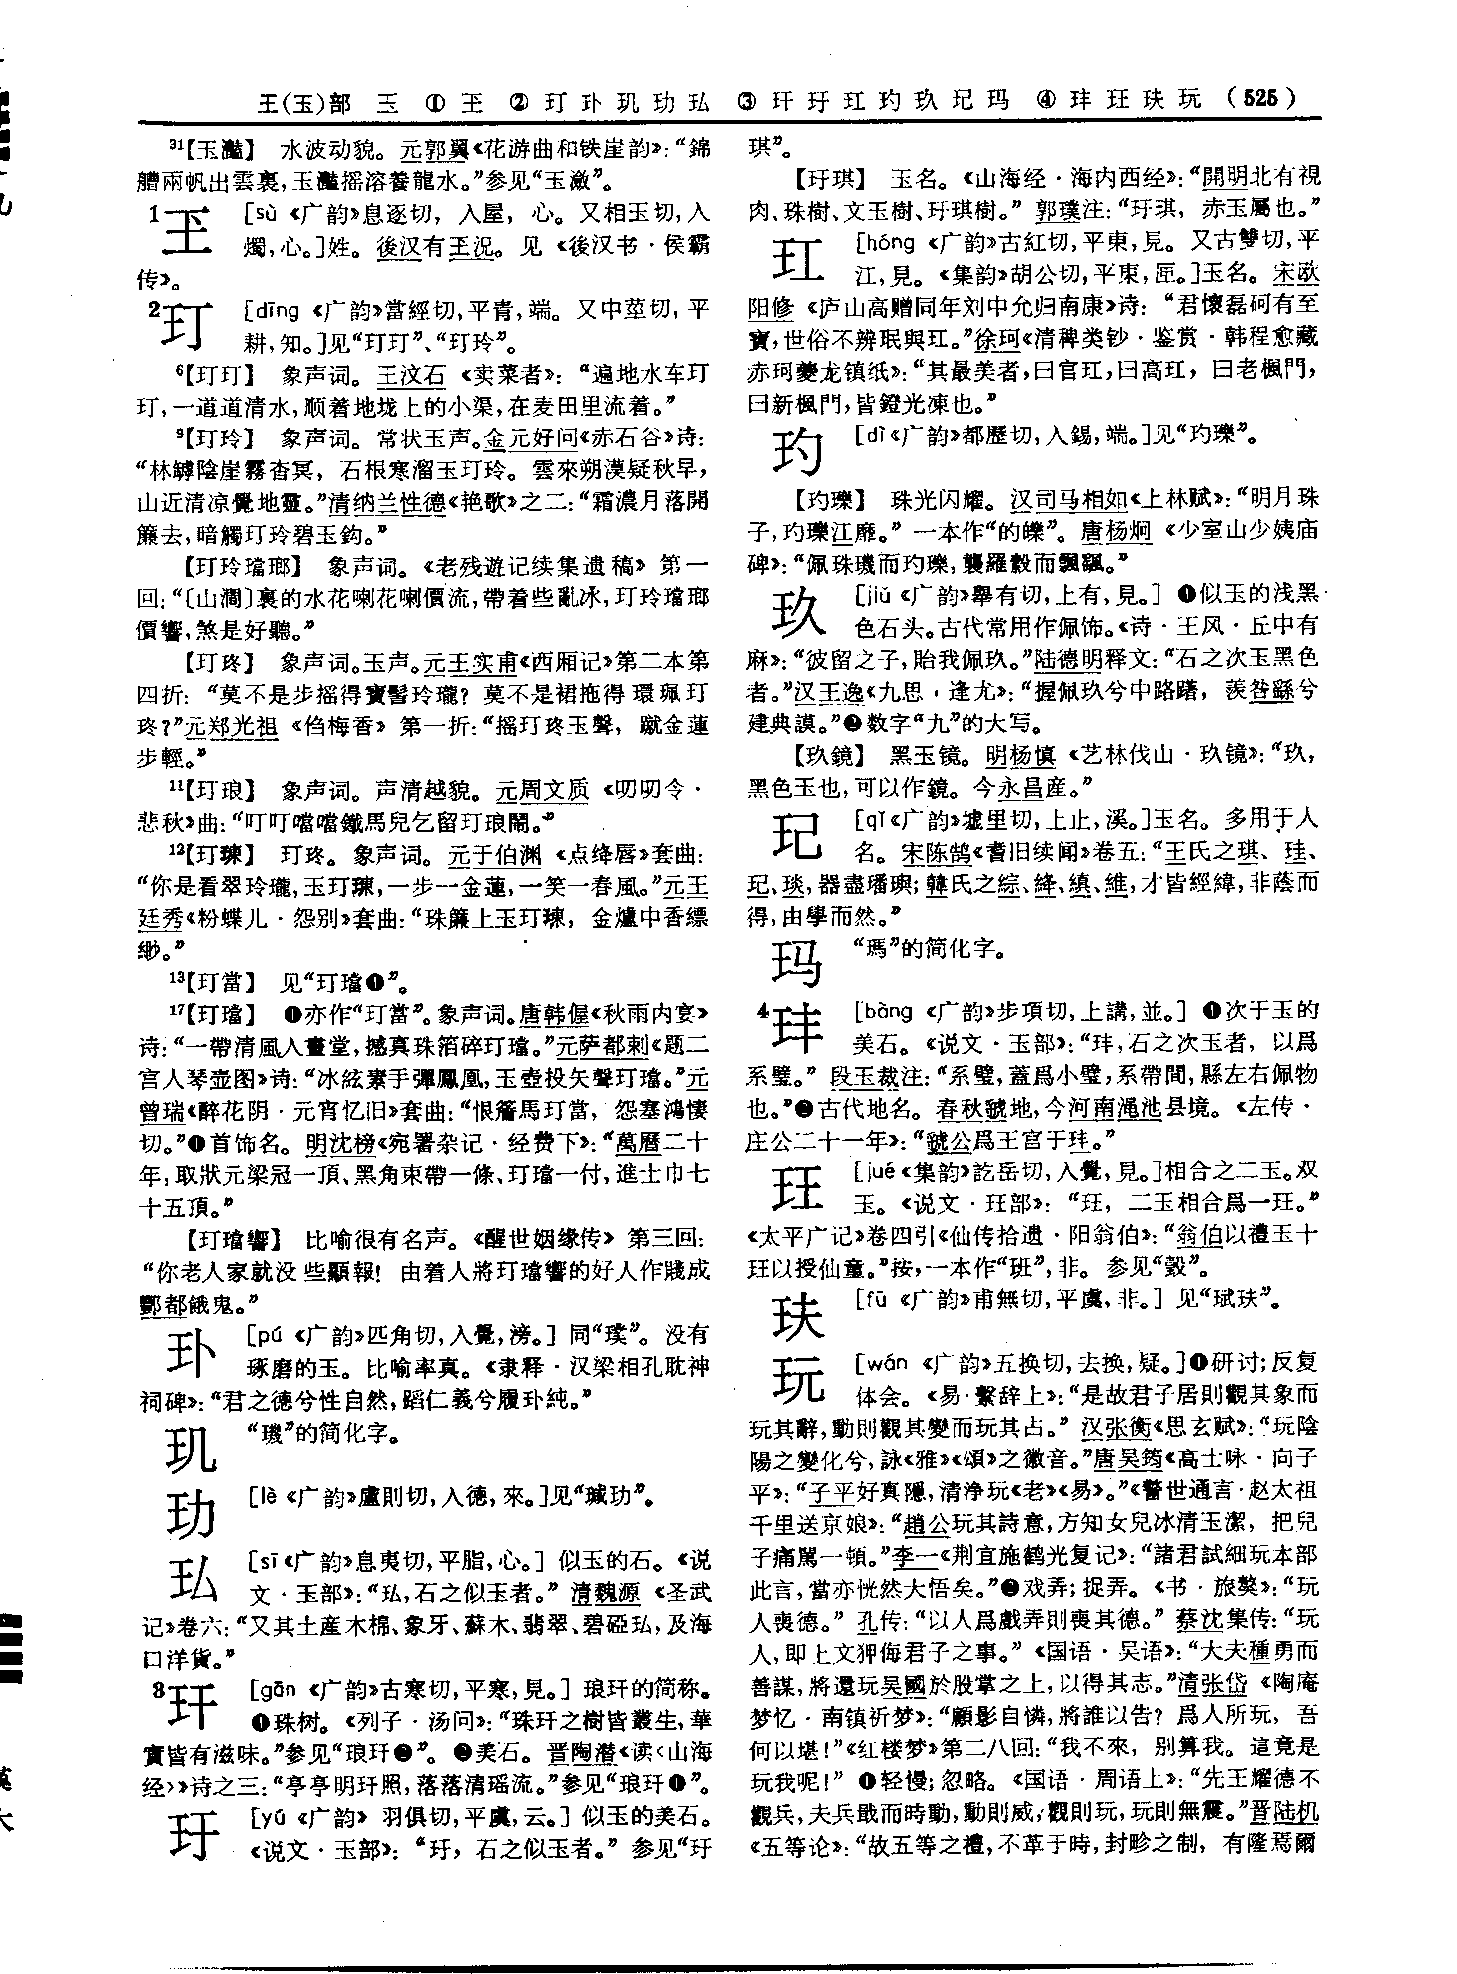 王(玉)部 玉 ①玊 ②玎 玐 玑 玏 玜 ③玕 玗 玒 玓 玖 玘 玛 ④玤 玨 玞 玩 (525)
³¹【玉灩】 水波动貌。元郭翼《花游曲和铁崖韵》:“錦
艚兩帆出雲裏,玉灩摇溶養龍水。”参见“玉瀲”。
1玊 [sù《广韵》息逐切,入屋,心。又相玉切,入
燭,心。]姓。後汉有玊况。见《後汉书·侯霸
传》。
2玎 [dīng《广韵》當經切,平青,端。又中莖切,平
耕,知。]见“玎玎”、“玎玲”。
⁶【玎玎】 象声词。王汶石《卖菜者》:“遍地水车玎
玎,一道道清水,顺着地垅上的小渠,在麦田里流着。”
⁹【玎玲】 象声词。常状玉声。金元好问《赤石谷》诗:
“林罅陰崖霧杳冥,石根寒溜玉玎玲。雲來朔漠疑秋早,
山近清凉覺地靈。”清纳兰性德《艳歌》之二:“霜濃月落開
簾去,暗觸玎玲碧玉鈎。”
【玎玲璫瑯】 象声词。《老残遊记续集遗稿》第一
回:“〔山澗〕裏的水花喇花喇價流,帶着些亂冰,玎玲璫瑯
價響,煞是好聽。”
【玎玲】 象声词。玉声。元王实甫《西厢记》第二本第
四折:“莫不是步摇得寶髻玲瓏?莫不是裙拖得環珮玎
咚?”元郑光祖《㑇梅香》第一折:“摇玎咚玉聲,蹴金蓮
步輕。”
¹¹【玎琅】 象声词。声清越貌。元周文质《叨叨令·
悲秋》曲:“叮叮噹噹鐵馬兒乞留玎琅鬧。”
¹²【玎㻝】 玎咚。象声词。元于伯渊《点绛唇》套曲:
“你是看翠玲瓏,玉玎㻝,一步一金蓮,一笑一春風。”元王
廷秀《粉蝶儿·怨别》套曲:“珠簾上玉玎㻝,金爐中香縹
緲。”
¹³【玎當】 见“玎璫❶”。
¹⁷【玎璫】 ❶亦作“玎當”。象声词。唐韩偓《秋雨内宴》
诗:“一帶清風入畫堂,撼真珠箔碎玎璫。”元萨都剌《题二
宫人琴壶图》诗:“冰絃素手彈鳳凰,玉壺投矢聲玎璫。”元
曾瑞《醉花阴·元宵忆旧》套曲:“恨簷馬玎當,怨塞鴻悽
切。”❷首饰名。明沈榜《宛署杂记·经费下》:“萬曆二十
年,取狀元梁冠一頂、黑角束帶一條、玎璫一付,進士巾七
十五頂。”
【玎璫響】 比喻很有名声。《醒世姻缘传》第三回:
“你老人家就没些顯報!由着人將玎璫響的好人作賤成
酆都餓鬼。”
玐 [pú《广韵》匹角切,入覺,滂。]同“璞”。没有
琢磨的玉。比喻率真。《隶释·汉梁相孔耽神
祠碑》:“君之德兮性自然,蹈仁義兮履玐純。”
玑 “璣”的简化字。
玏 [lè《广韵》盧則切,入德,來。]见“瑊玏”。
玜 [sī《广韵》息夷切,平脂,心。]似玉的石。《说
文·玉部》:“玜,石之似玉者。”清魏源《圣武
记》卷六:“又其土産木棉、象牙、蘇木、翡翠、碧砑玜,及海
口洋貨。”
3玕 [gān《广韵》古寒切,平寒,見。]琅玕的简称。
❶珠树。《列子·汤问》:“珠玕之樹皆叢生,華
實皆有滋味。”参见“琅玕❷”。❷美石。晋陶潜《读〈山海
经〉》诗之三:“亭亭明玕照,落落清瑶流。”参见“琅玕❶”。
玗 [yú《广韵》羽俱切,平虞,云。]似玉的美石。
《说文·玉部》:“玗,石之似玉者。”参见“玗
琪”。
【玗琪】 玉名。《山海经·海内西经》:“開明北有視
肉、珠樹、文玉樹、玗琪樹。”郭璞注:“玗琪,赤玉屬也。”
玒 [hóng《广韵》古紅切,平東,見。又古雙切,平
江,見。《集韵》胡公切,平東,匣。]玉名。宋欧
阳修《庐山高赠同年刘中允归南康》诗:“君懷磊砢有至
寶,世俗不辨珉與玒。”徐珂《清稗类钞·鉴赏·韩程愈藏
赤珂夔龙镇纸》:“其最美者,曰官玒,曰高玒,曰老楓門,
曰新楓門,皆鐙光凍也。”
玓 [dì《广韵》都歷切,入錫,端。]见“玓瓅”。
【玓瓅】 珠光闪耀。汉司马相如《上林赋》:“明月珠
子,玓瓅江靡。”一本作“的皪”。唐杨炯《少室山少姨庙
碑》:“佩珠璣而玓瓅,襲羅縠而飄颻。”
玖 [jiǔ《广韵》舉有切,上有,見。]❶似玉的浅黑
色石头。古代常用作佩饰。《诗·王风·丘中有
麻》:“彼留之子,貽我佩玖。”陆德明释文:“石之次玉黑色
者。”汉王逸《九思·逢尤》:“握佩玖兮中路躇,羨咎繇兮
建典謨。”❷数字“九”的大写。
【玖鏡】 黑玉镜。明杨慎《艺林伐山·玖镜》:“玖,
黑色玉也,可以作鏡。今永昌産。”
玘 [qǐ《广韵》墟里切,上止,溪。]玉名。多用于人
名。宋陈鹄《耆旧续闻》卷五:“王氏之琪、珪、
玘、琰,器盡璠璵;韓氏之綜、絳、縝、維,才皆經緯,非蔭而
得,由學而然。”
玛 “瑪”的简化字。
4玤 [bàng《广韵》步項切,上講,並。]❶次于玉的
美石。《说文·玉部》:“玤,石之次玉者,以爲
系璧。”段玉裁注:“系璧,蓋爲小璧,系帶間,縣左右佩物
也。”❷古代地名。春秋虢地,今河南渑池县境。《左传·
庄公二十一年》:“虢公爲王宫于玤。”
玨 [jué《集韵》訖岳切,入覺,見。]相合之二玉。双
玉。《说文·玨部》:“玨,二玉相合爲一玨。”
《太平广记》卷四引《仙传拾遗·阳翁伯》:“翁伯以禮玉十
玨以授仙童。”按,一本作“班”,非。参见“瑴”。
玞 [fū《广韵》甫無切,平虞,非。]见“珷玞”。
玩 [wán《广韵》五换切,去换,疑。]❶研讨;反复
体会。《易·繫辞上》:“是故君子居則觀其象而
玩其辭,動則觀其變而玩其占。”汉张衡《思玄赋》:“玩陰
陽之變化兮,詠《雅》《頌》之徽音。”唐吴筠《高士咏·向子
平》:“子平好真隱,清浄玩《老》《易》。”《警世通言·赵太祖
千里送京娘》:“趙公玩其詩意,方知女兒冰清玉潔,把兒
子痛駡一頓。”李一《荆宜施鹤光复记》:“諸君試細玩本部
此言,當亦恍然大悟矣。”❷戏弄;捉弄。《书·旅獒》:“玩
人喪德。”孔传:“以人爲戲弄則喪其德。”蔡沈集传:“玩
人,即上文狎侮君子之事。”《国语·吴语》:“大夫種勇而
善謀,將還玩吴國於股掌之上,以得其志。”清张岱《陶庵
梦忆·南镇祈梦》:“顧影自憐,將誰以告?爲人所玩,吾
何以堪!”《红楼梦》第二八回:“我不來,别算我。這竟是
玩我呢!”❸轻慢;忽略。《国语·周语上》:“先王耀德不
觀兵,夫兵戢而時動,動則威;觀則玩,玩則無震。”晋陆机
《五等论》:“故五等之禮,不革于時,封畛之制,有隆焉爾